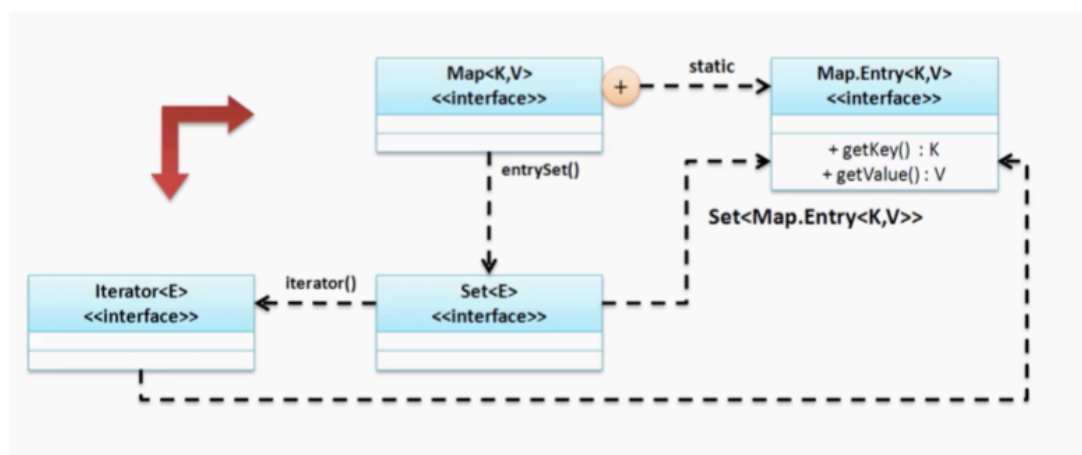 Map<K,V>
<<interface>>
+
static
Map.Entry<K,V>
<<interface>>
+ getKey() : K
+ getValue() : V
entrySet()
Set<Map.Entry<K,V>>
Iterator<E>
<<interface>>
iterator()
Set<E>
<<interface>>